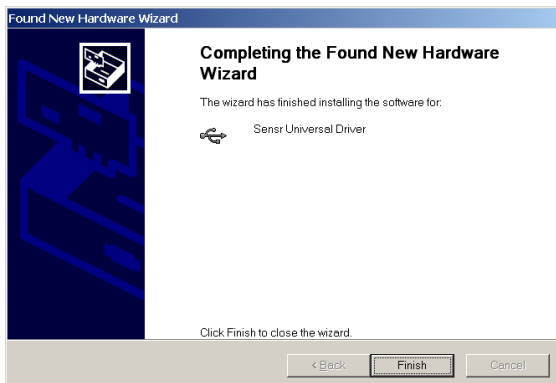 Found New Hardware Wizard
Completing the Found New Hardware
Wizard
The wizard has finished installing the software for:
Sensr Universal Driver
Click Finish to close the wizard.
< Back
Finish
Cancel